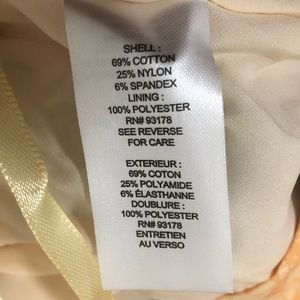 SHELL :
69% COTTON
25% NYLON
6% SPANDEX
LINING :
100% POLYESTER
RN# 93178
SEE REVERSE
FOR CARE
EXTERIEUR :
69% COTON
25% POLYAMIDE
6% ÉLASTHANNE
DOUBLURE :
100% POLYESTER
RN# 93178
ENTRETIEN
AU VERSO